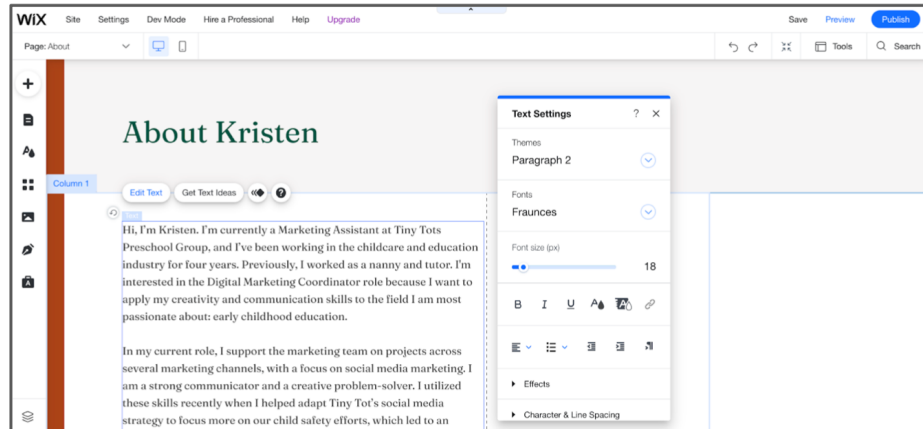 WiX Site Settings Dev Mode Hire a Professional Help Upgrade Save Preview Publish
Page: About Tools Search
About Kristen
Column 1
Edit Text Get Text Ideas ?
Text
Hi, I'm Kristen. I'm currently a Marketing Assistant at Tiny Tots
Preschool Group, and I've been working in the childcare and education
industry for four years. Previously, I worked as a nanny and tutor. I'm
interested in the Digital Marketing Coordinator role because I want to
apply my creativity and communication skills to the field I am most
passionate about: early childhood education.
In my current role, I support the marketing team on projects across
several marketing channels, with a focus on social media marketing. I
am a strong communicator and a creative problem-solver. I utilized
these skills recently when I helped adapt Tiny Tot's social media
strategy to focus more on our child safety efforts, which led to an
Text Settings ? ×
Themes
Paragraph 2
Fonts
Fraunces
Font size (px)
18
B I U A A
Effects
Character & Line Spacing